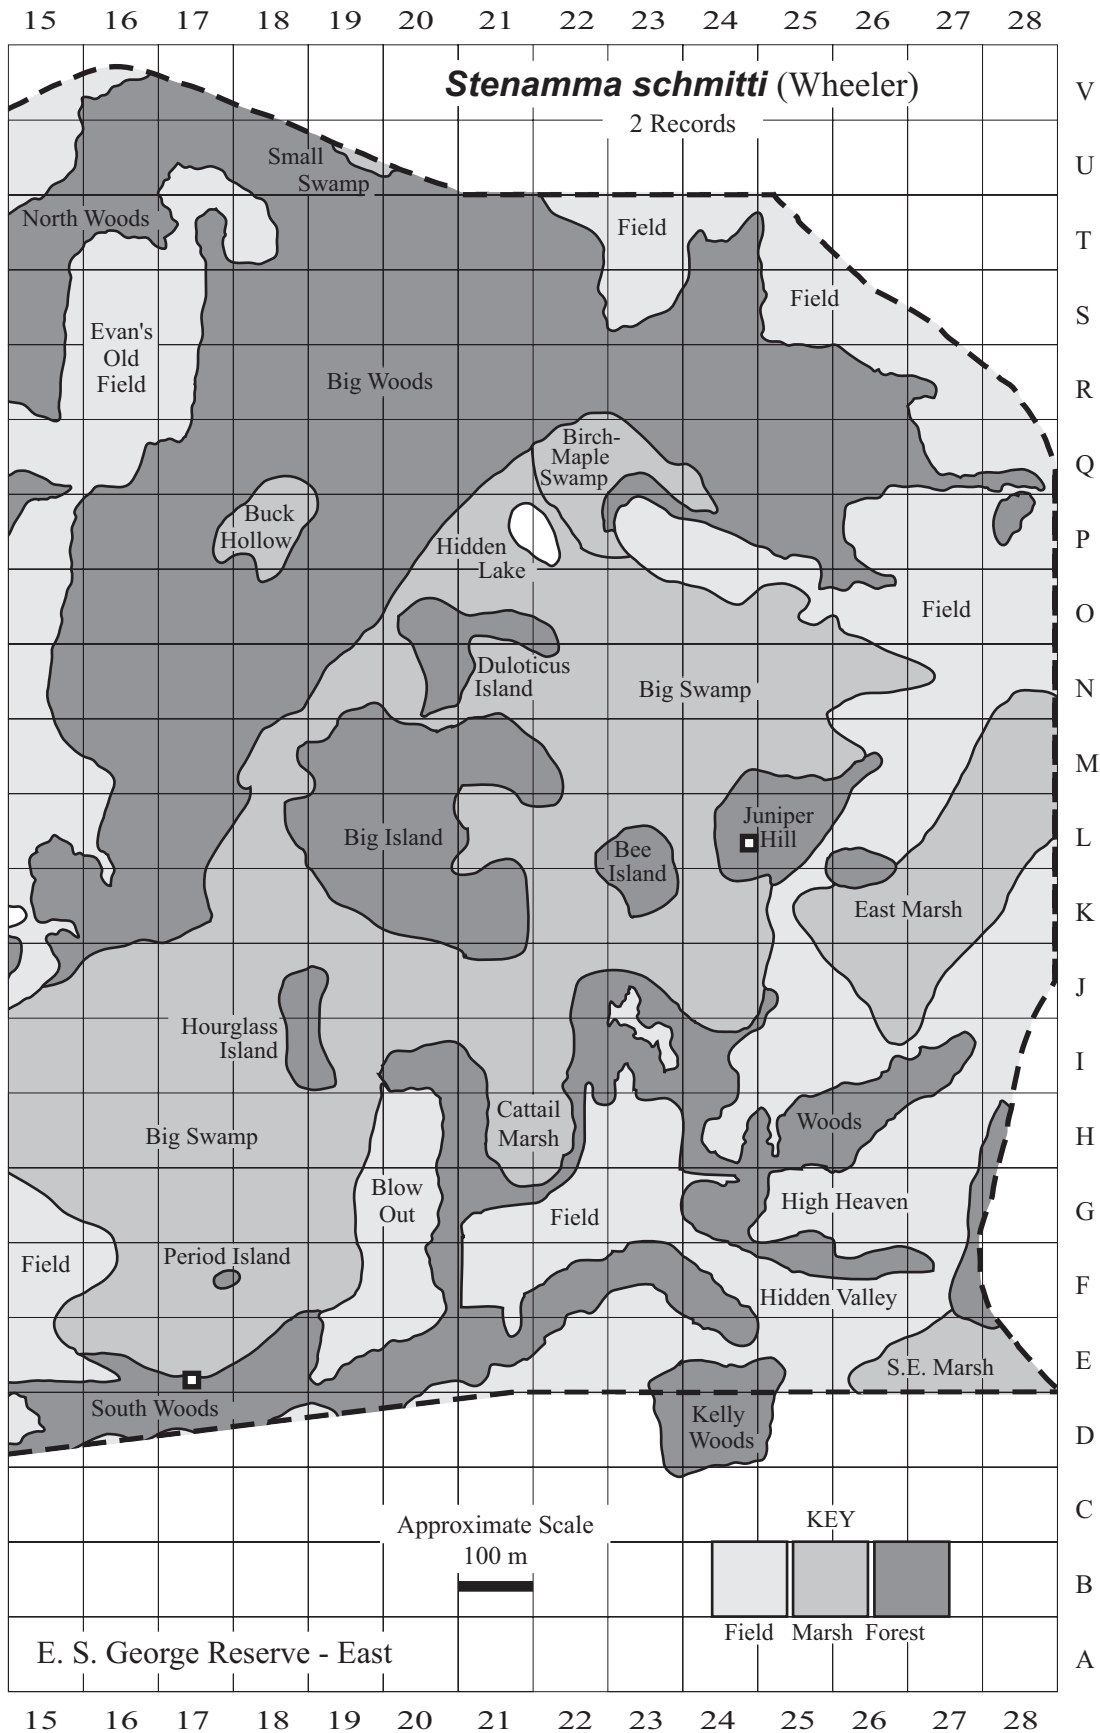 15 16 17 18 19 20 21 22 23 24 25 26 27 28
Stenamma schmitti (Wheeler)
V
2 Records
Small
Swamp
U
North Woods
Field
T
Field
S
Evan's
Old
Field
Big Woods
R
Birch-
Maple
Swamp
Q
Buck
Hollow
Hidden
Lake
P
Field
O
Duloticus
Island
Big Swamp
N
M
Big Island
Juniper
Hill
L
Bee
Island
East Marsh
K
J
Hourglass
Island
I
Cattail
Marsh
Woods
Big Swamp
H
Blow
Out
Field
High Heaven
G
Field
Period Island
Hidden Valley
F
S.E. Marsh
E
South Woods
Kelly
Woods
D
Approximate Scale
100 m
KEY
C
B
Field Marsh Forest
E. S. George Reserve - East
A
15 16 17 18 19 20 21 22 23 24 25 26 27 28